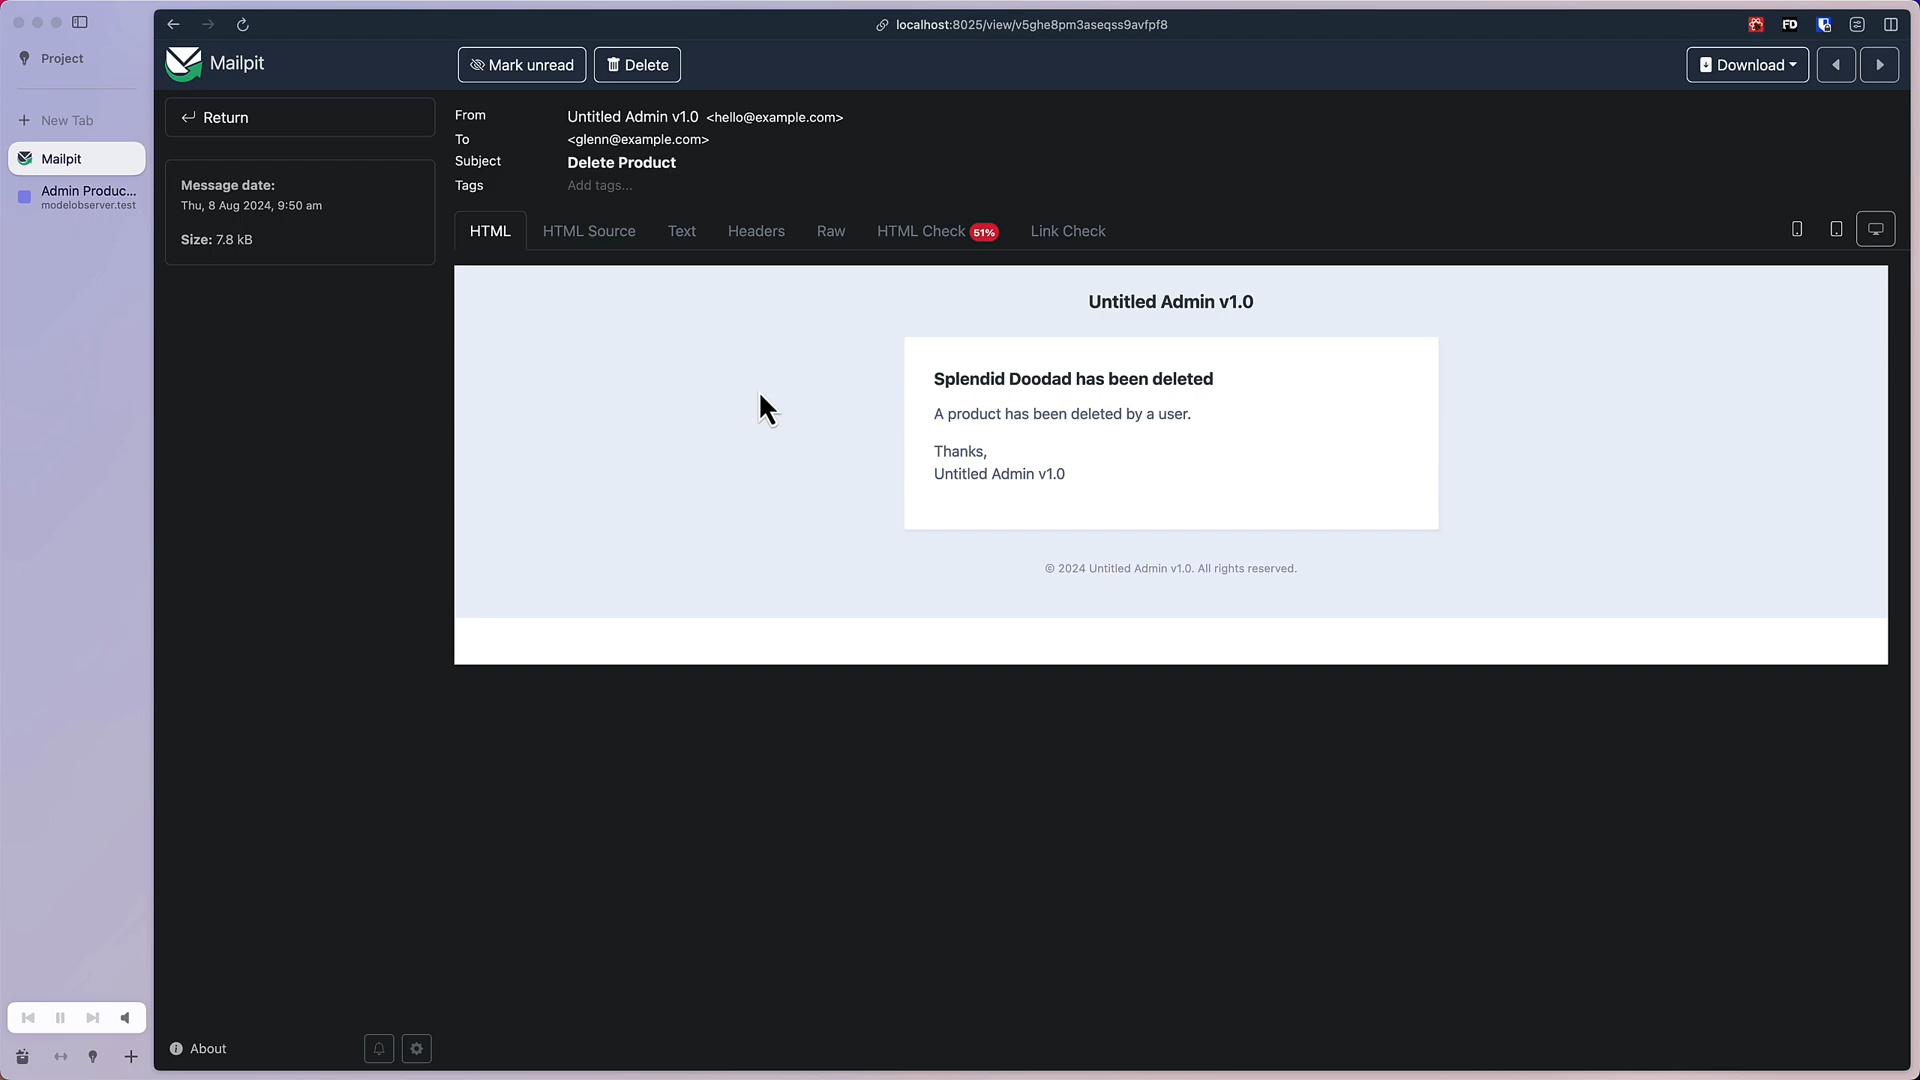 localhost:8025/view/v5ghe8pm3aseqss9avfpf8
FD
Project
New Tab
Mailpit
Admin Produc...
modelobserver.test
Mailpit
Mark unread
Delete
Download
Return
Message date:
Thu, 8 Aug 2024, 9:50 am
Size: 7.8 kB
From
Untitled Admin v1.0 <hello@example.com>
To
<glenn@example.com>
Subject
Delete Product
Tags
Add tags...
HTML
HTML Source
Text
Headers
Raw
HTML Check 51%
Link Check
Untitled Admin v1.0
Splendid Doodad has been deleted
A product has been deleted by a user.
Thanks,
Untitled Admin v1.0
© 2024 Untitled Admin v1.0. All rights reserved.
About